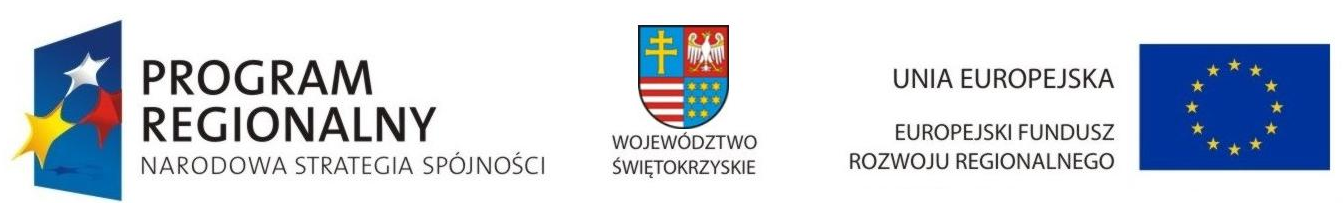 PROGRAM
REGIONALNY
NARODOWA STRATEGIA SPÓJNOŚCI
WOJEWÓDZTWO
ŚWIĘTOKRZYSKIE
UNIA EUROPEJSKA
EUROPEJSKI FUNDUSZ
ROZWOJU REGIONALNEGO